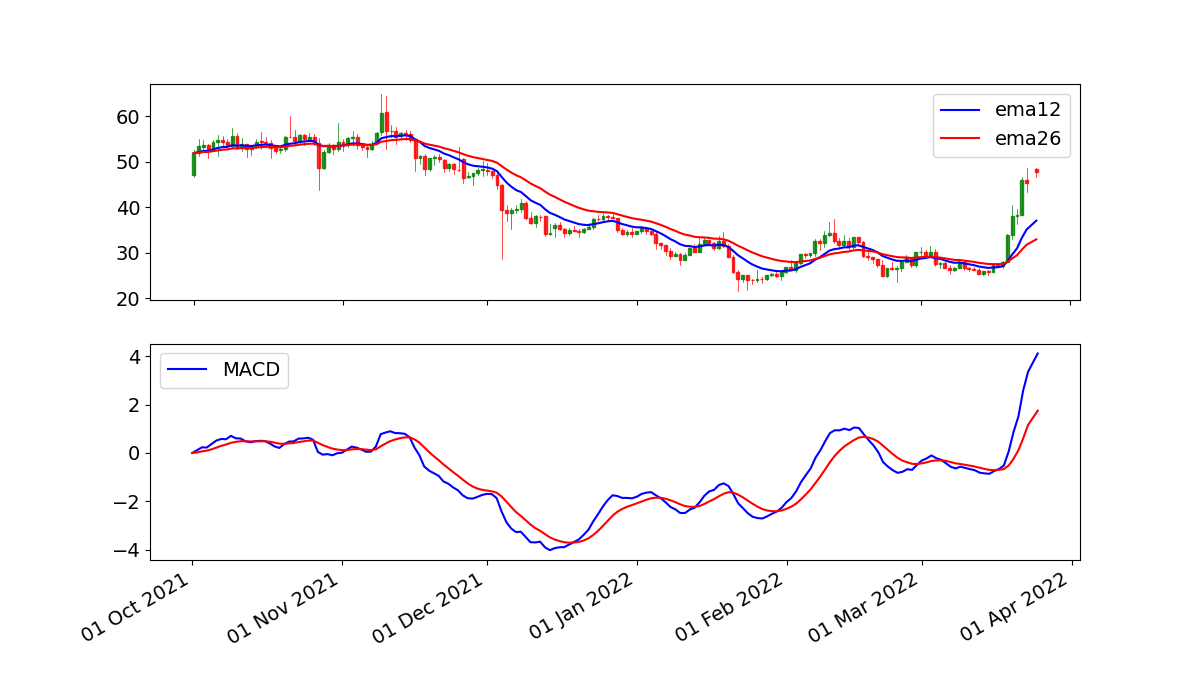 60
50
40
30
20
ema12
ema26
4
2
0
−2
−4
MACD
01 Oct 2021
01 Nov 2021
01 Dec 2021
01 Jan 2022
01 Feb 2022
01 Mar 2022
01 Apr 2022